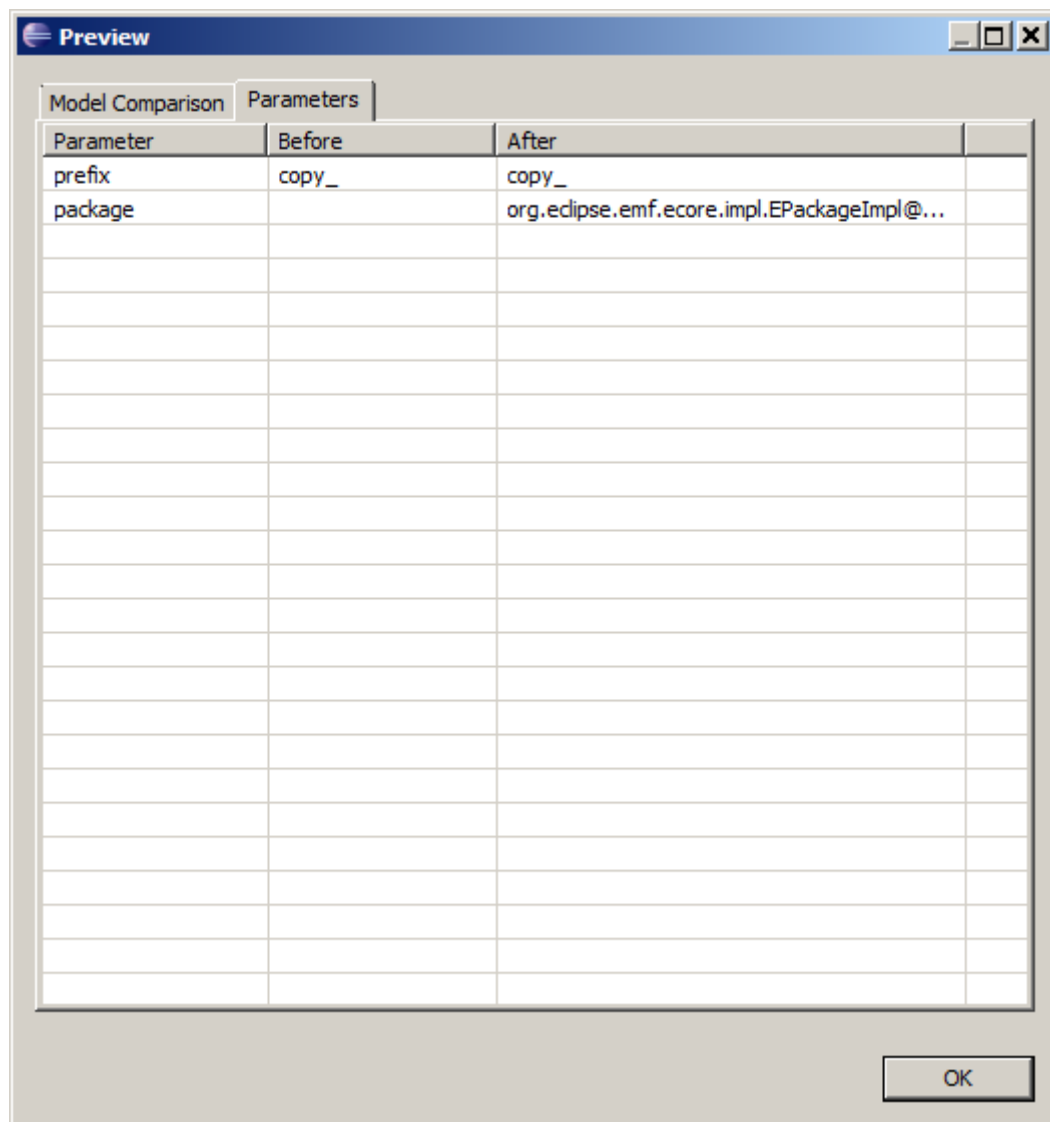 Preview
Model Comparison Parameters
Parameter Before After
prefix copy_ copy_
package org.eclipse.emf.ecore.impl.EPackageImpl@...
OK